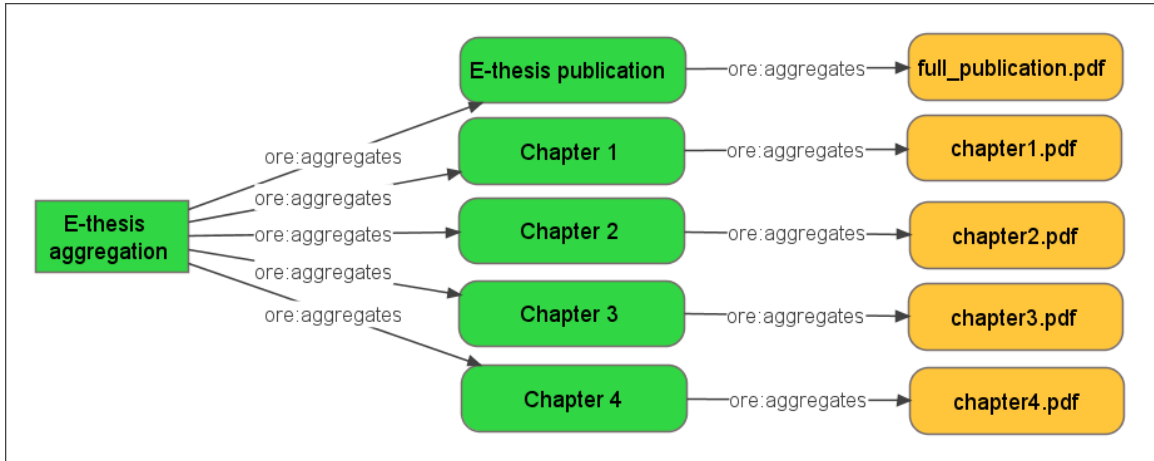 E-thesis publication
ore:aggregates
full_publication.pdf
ore:aggregates
Chapter 1
ore:aggregates
chapter1.pdf
ore:aggregates
E-thesis
aggregation
ore:aggregates
Chapter 2
ore:aggregates
chapter2.pdf
ore:aggregates
Chapter 3
ore:aggregates
chapter3.pdf
ore:aggregates
Chapter 4
ore:aggregates
chapter4.pdf